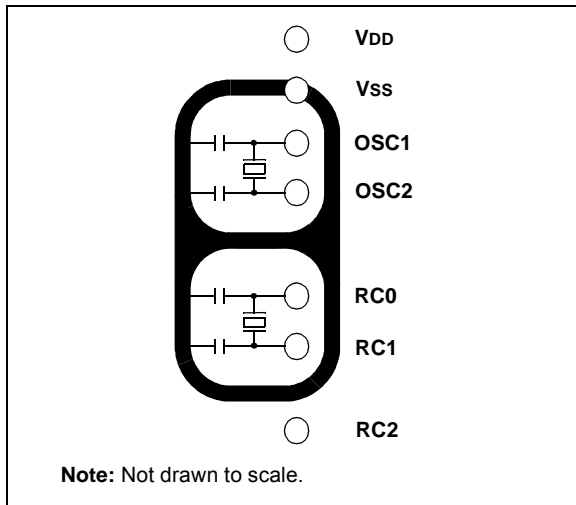 VDD
VSS
OSC1
OSC2
RC0
RC1
RC2
Note: Not drawn to scale.